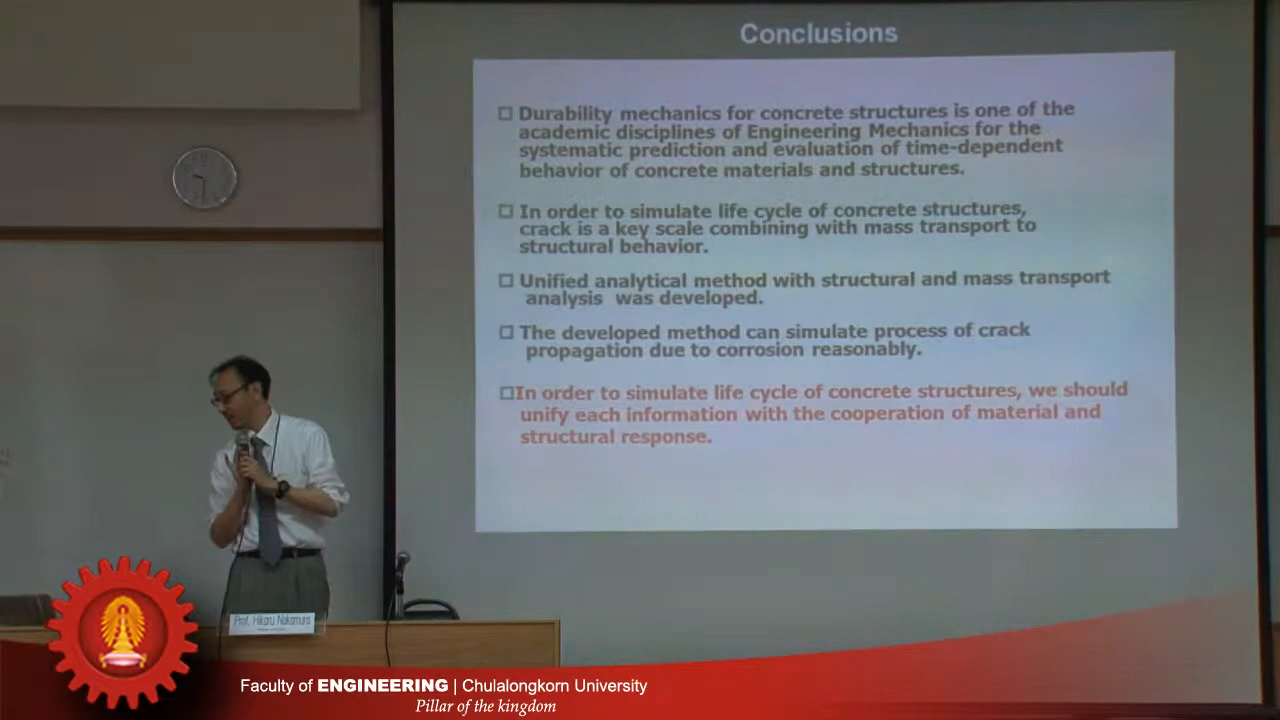 Conclusions
Durability mechanics for concrete structures is one of the
academic disciplines of Engineering Mechanics for the
systematic prediction and evaluation of time-dependent
behavior of concrete materials and structures.
In order to simulate life cycle of concrete structures,
crack is a key scale combining with mass transport to
structural behavior.
Unified analytical method with structural and mass transport
analysis was developed.
The developed method can simulate process of crack
propagation due to corrosion reasonably.
In order to simulate life cycle of concrete structures, we should
unify each information with the cooperation of material and
structural response.
Prof. Hikaru Nakamura
Faculty of ENGINEERING | Chulalongkorn University
Pillar of the kingdom